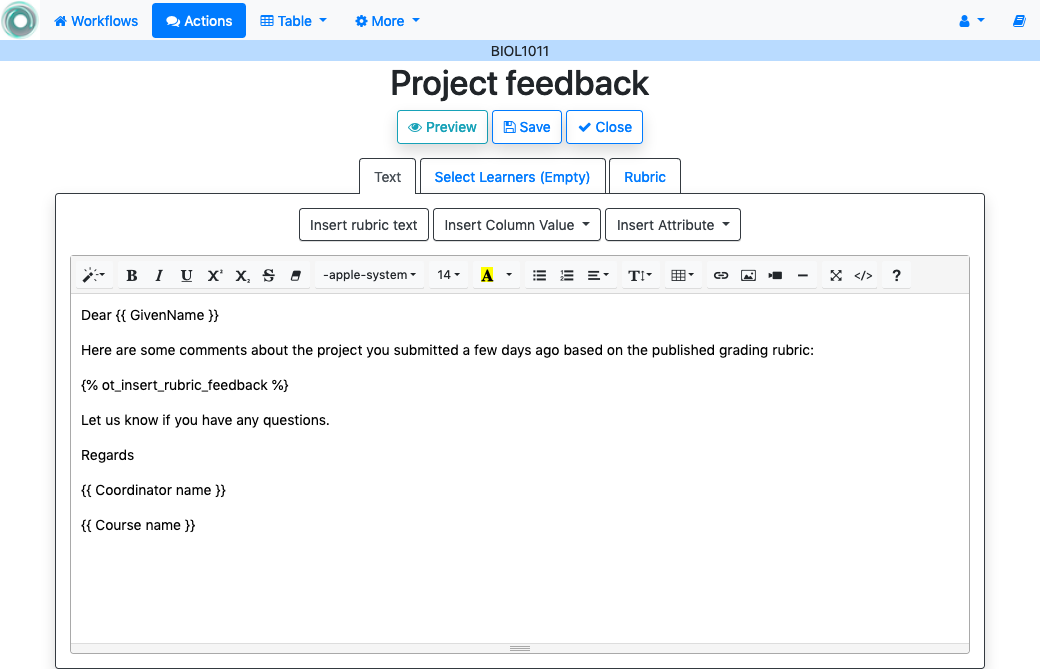 Workflows Actions Table More
BIOL1011
Project feedback
Preview Save Close
Text Select Learners (Empty) Rubric
Insert rubric text Insert Column Value Insert Attribute
B I U X² X₂ S -apple-system 14 A T </> ?
Dear {{ GivenName }}
Here are some comments about the project you submitted a few days ago based on the published grading rubric:
{% ot_insert_rubric_feedback %}
Let us know if you have any questions.
Regards
{{ Coordinator name }}
{{ Course name }}